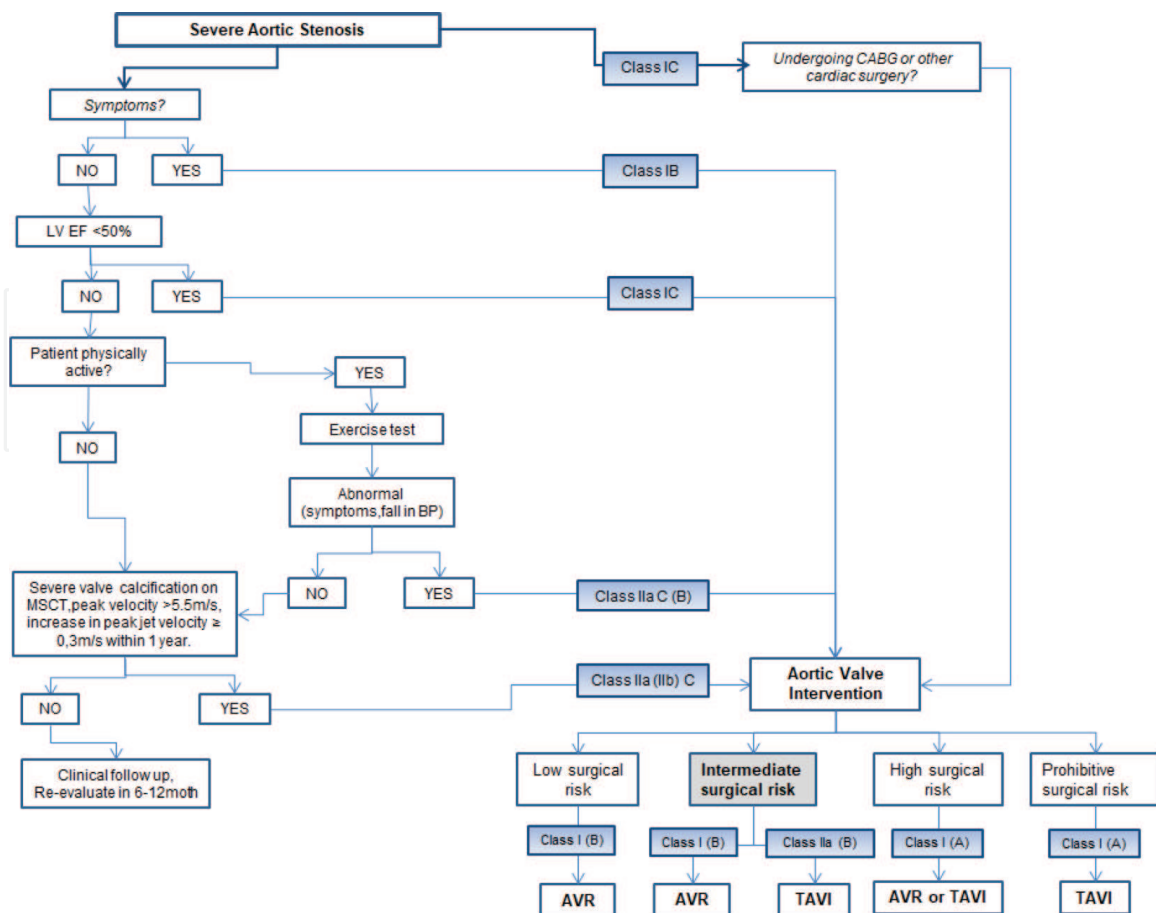 Severe Aortic Stenosis
Class IC
Undergoing CABG or other
cardiac surgery?
Symptoms?
NO
YES
Class IB
LV EF <50%
NO
YES
Class IC
Patient physically
active?
YES
Exercise test
NO
Abnormal
(symptoms,fall in BP)
NO
YES
Class IIa C (B)
Severe valve calcification on
MSCT,peak velocity >5.5m/s,
increase in peak jet velocity ≥
0,3m/s within 1 year.
NO
YES
Class IIa (IIb) C
Aortic Valve
Intervention
Clinical follow up,
Re-evaluate in 6-12moth
Low surgical
risk
Intermediate
surgical risk
High surgical
risk
Prohibitive
surgical risk
Class I (B)
Class I (B)
Class IIa (B)
Class I (A)
Class I (A)
AVR
AVR
TAVI
AVR or TAVI
TAVI